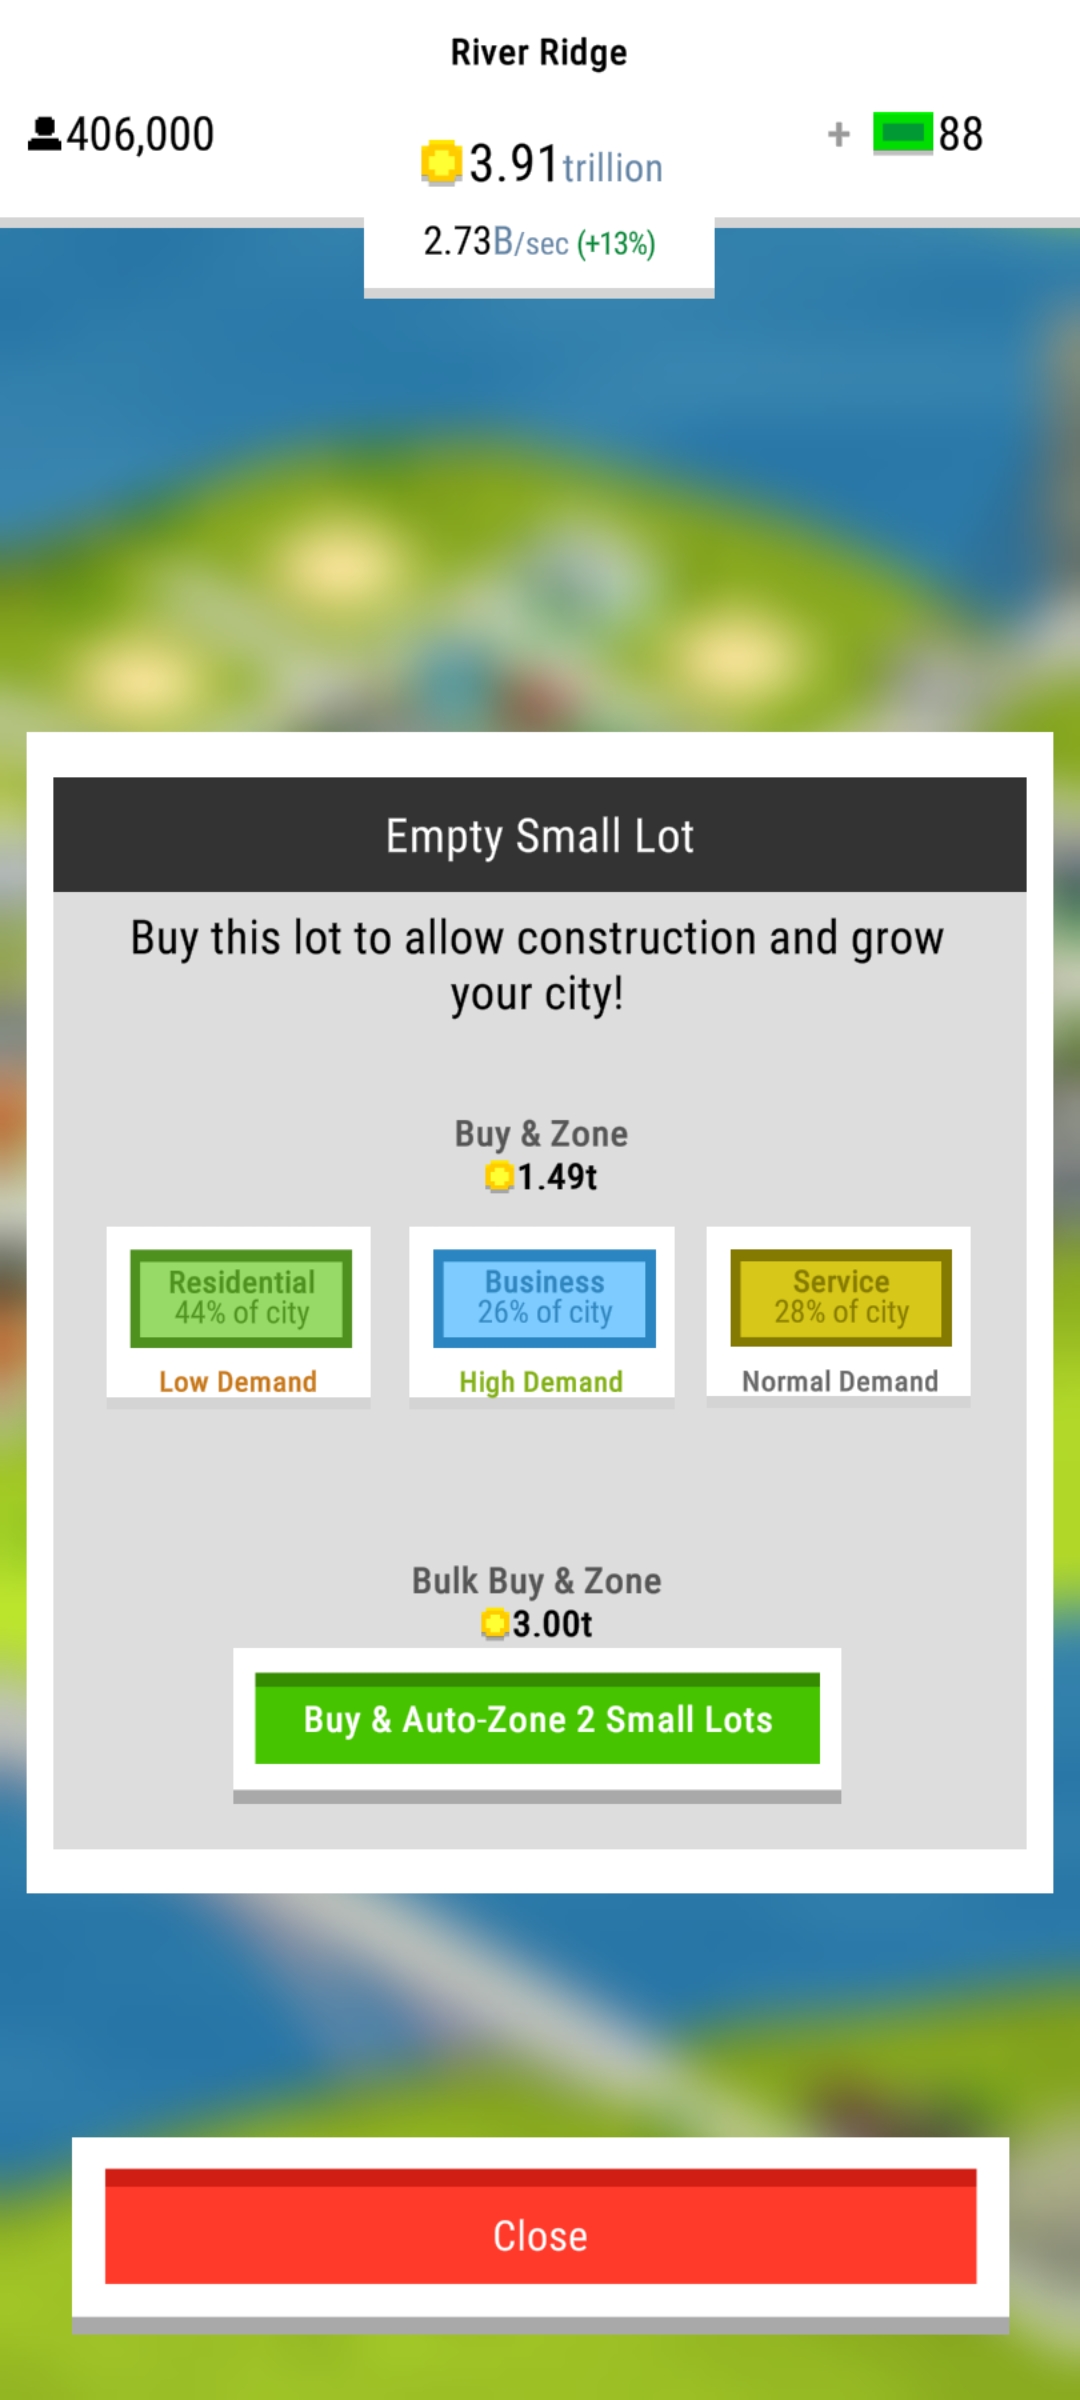 River Ridge
406,000
3.91trillion
+ 88
2.73B/sec (+13%)
Empty Small Lot
Buy this lot to allow construction and grow
your city!
Buy & Zone
1.49t
Residential
44% of city
Low Demand
Business
26% of city
High Demand
Service
28% of city
Normal Demand
Bulk Buy & Zone
3.00t
Buy & Auto-Zone 2 Small Lots
Close